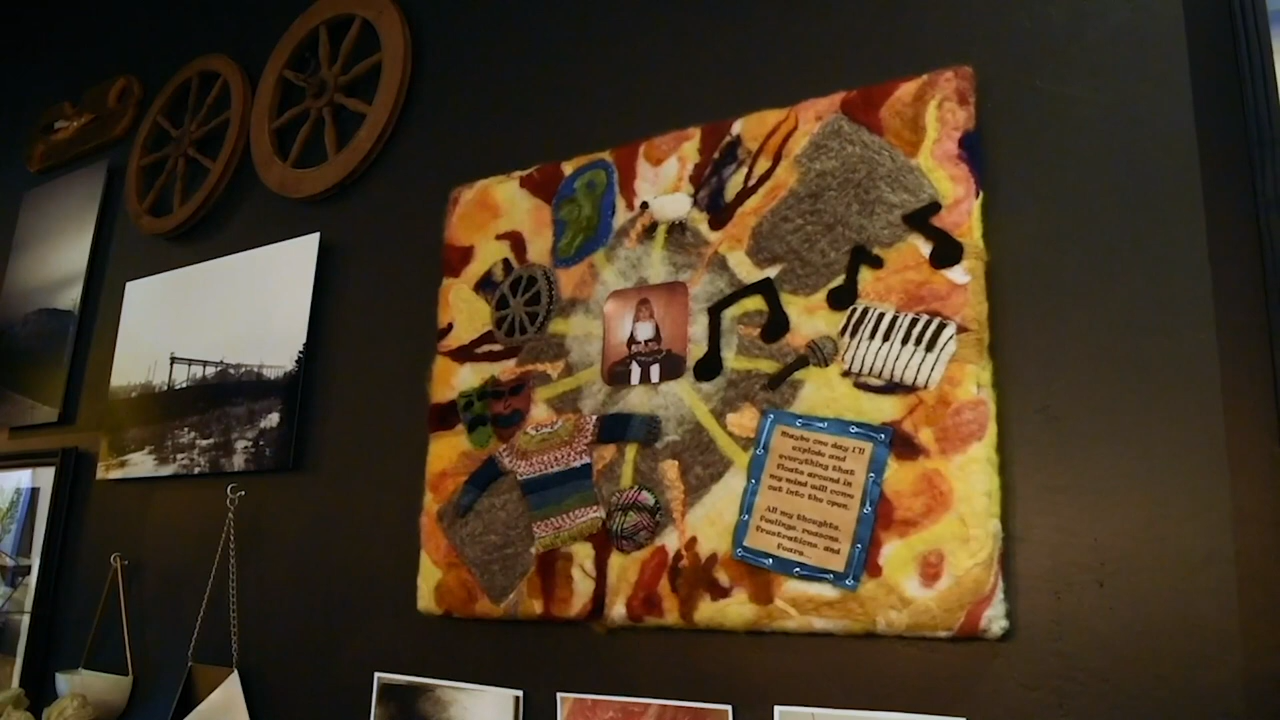 Maybe one day I'll
explode and
everything that
floats around in
my mind will come
out into the open.
All my thoughts,
feelings, reasons,
frustrations, and
fears...